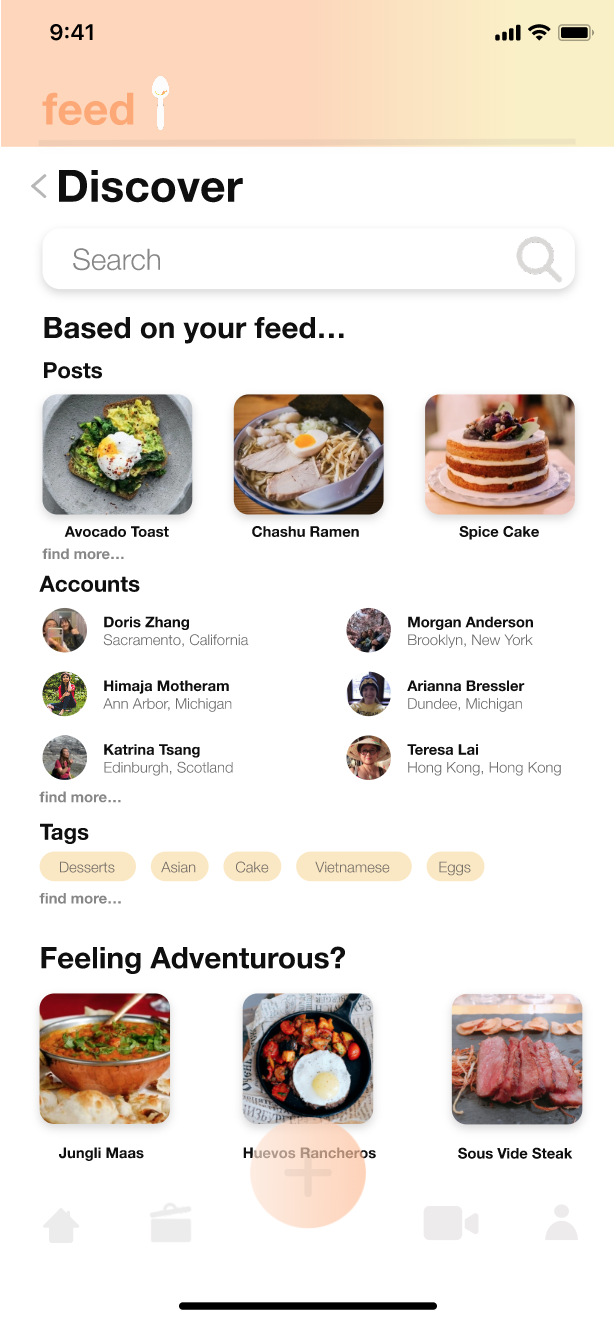 9:41
feed
Discover
Search
Based on your feed...
Posts
Avocado Toast
Chashu Ramen
Spice Cake
find more...
Accounts
Doris Zhang
Sacramento, California
Morgan Anderson
Brooklyn, New York
Himaja Motheram
Ann Arbor, Michigan
Arianna Bressler
Dundee, Michigan
Katrina Tsang
Edinburgh, Scotland
Teresa Lai
Hong Kong, Hong Kong
find more...
Tags
Desserts
Asian
Cake
Vietnamese
Eggs
find more...
Feeling Adventurous?
Jungli Maas
Huevos Rancheros
Sous Vide Steak